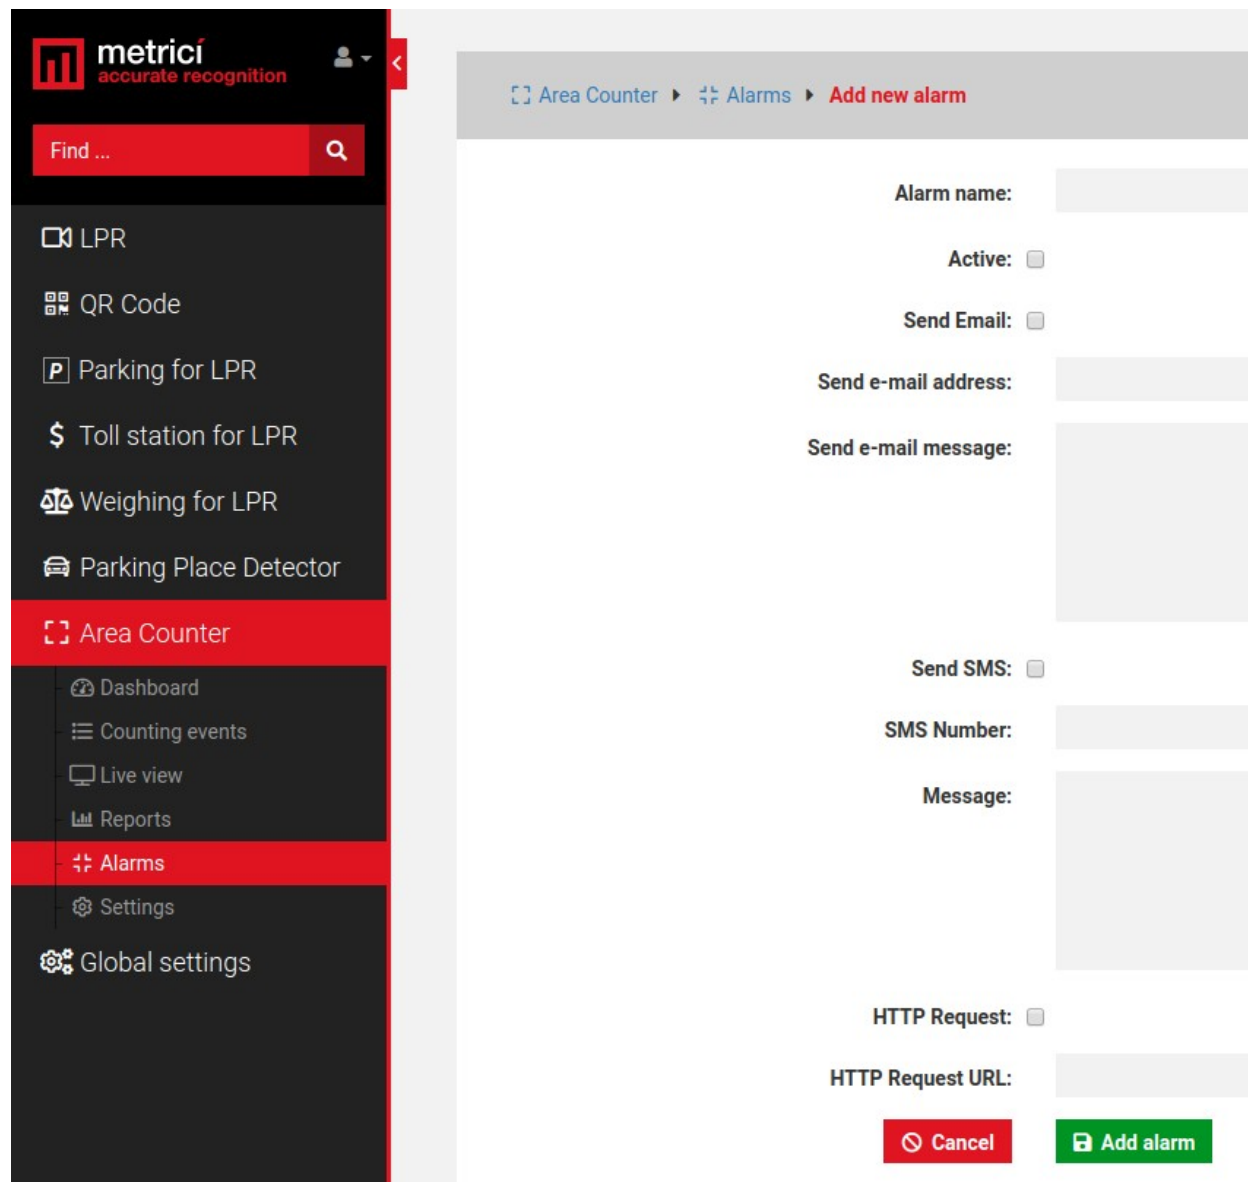 metrici
accurate recognition
Find ...
LPR
QR Code
P Parking for LPR
$ Toll station for LPR
Weighing for LPR
Parking Place Detector
Area Counter
Dashboard
Counting events
Live view
Reports
Alarms
Settings
Global settings
Area Counter Alarms Add new alarm
Alarm name:
Active:
Send Email:
Send e-mail address:
Send e-mail message:
Send SMS:
SMS Number:
Message:
HTTP Request:
HTTP Request URL:
Cancel Add alarm